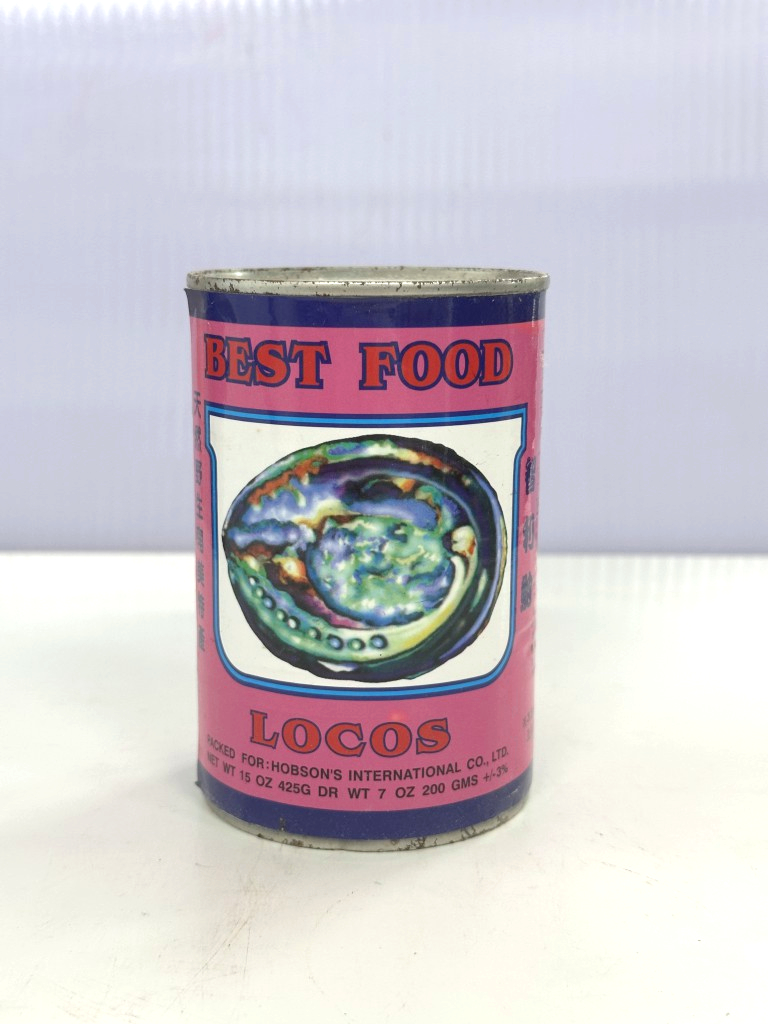 BEST FOOD
LOCOS
PACKED FOR:HOBSON'S INTERNATIONAL CO., LTD.
NET WT 15 OZ 425G DR WT 7 OZ 200 GMS +/-3%